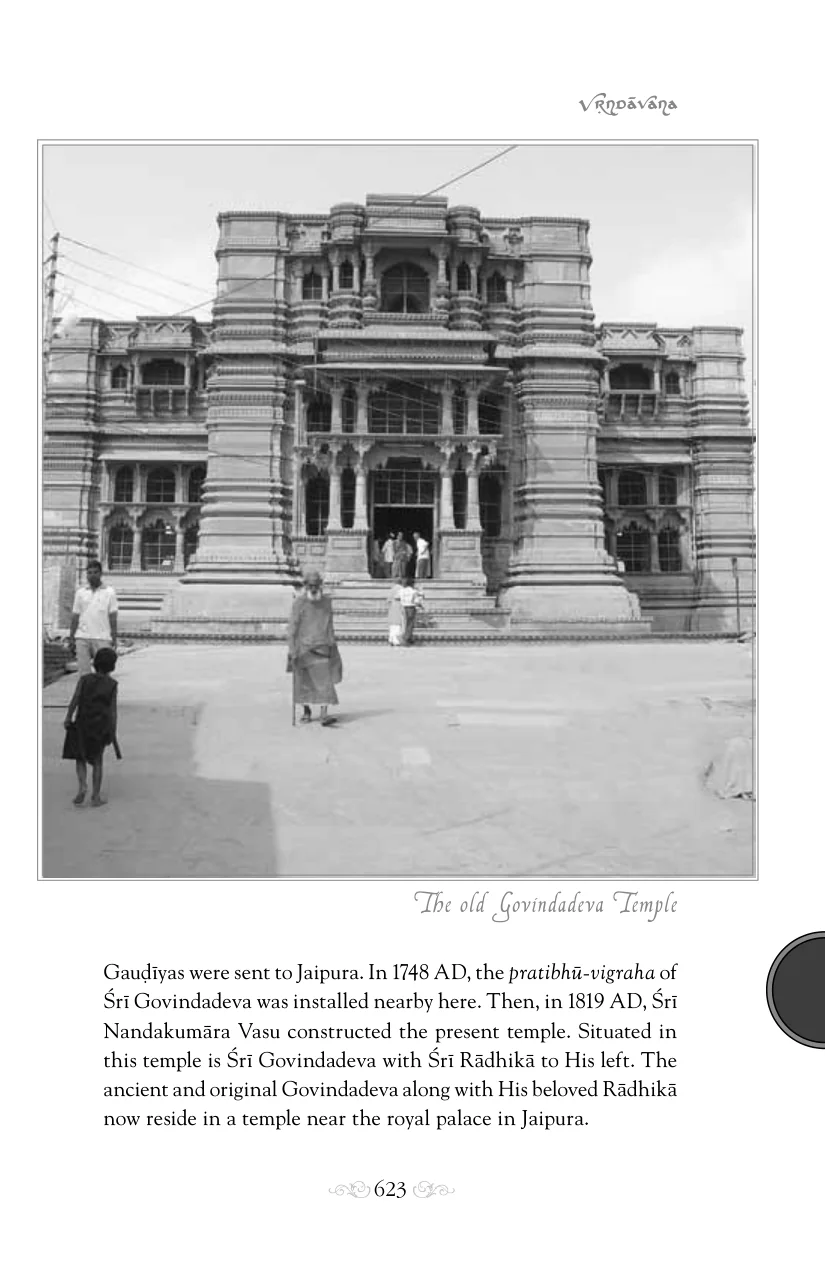 Vṛndāvana
The old Govindadeva Temple
Gauḍīyas were sent to Jaipura. In 1748 AD, the pratibhū-vigraha of
Śrī Govindadeva was installed nearby here. Then, in 1819 AD, Śrī
Nandakumāra Vasu constructed the present temple. Situated in
this temple is Śrī Govindadeva with Śrī Rādhikā to His left. The
ancient and original Govindadeva along with His beloved Rādhikā
now reside in a temple near the royal palace in Jaipura.
623